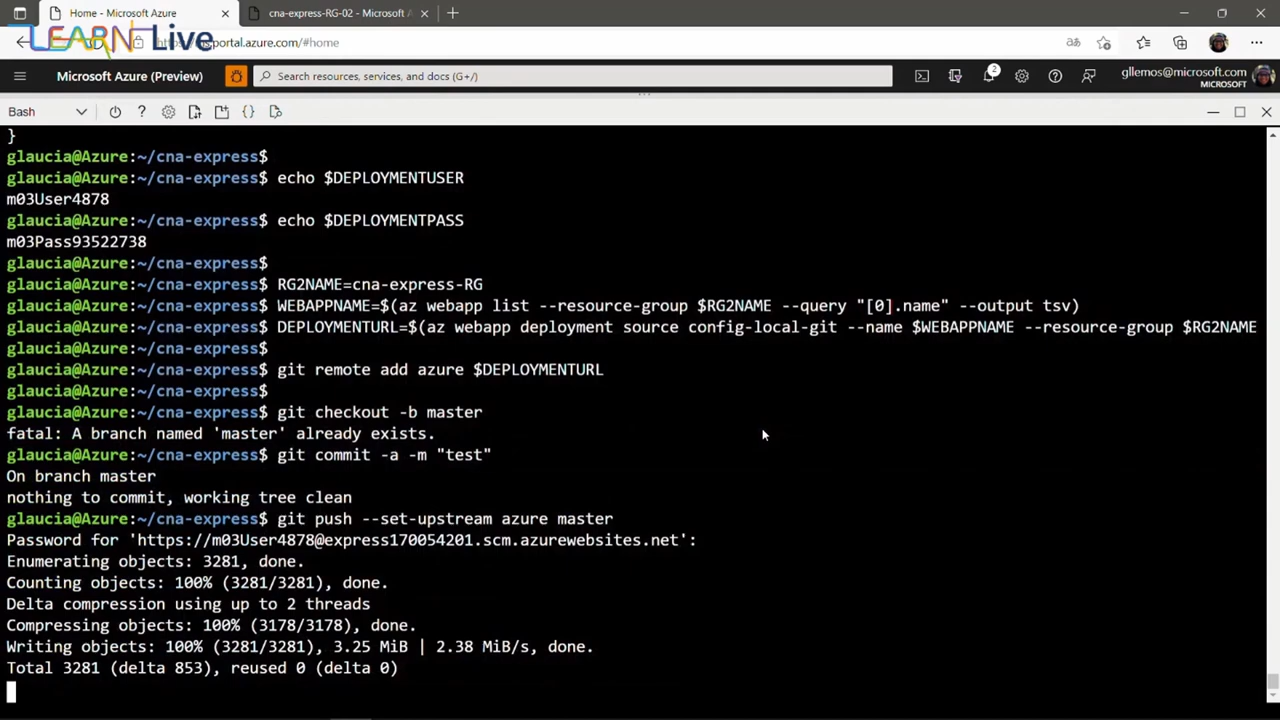 Home - Microsoft Azure
cna-express-RG-02 - Microsoft A
LEARN Live
portal.azure.com/#home
Microsoft Azure (Preview)
Search resources, services, and docs (G+/)
2
gllemos@microsoft.com
MICROSOFT
Bash
}
glaucia@Azure:~/cna-express$
glaucia@Azure:~/cna-express$ echo $DEPLOYMENTUSER
m03User4878
glaucia@Azure:~/cna-express$ echo $DEPLOYMENTPASS
m03Pass93522738
glaucia@Azure:~/cna-express$
glaucia@Azure:~/cna-express$ RG2NAME=cna-express-RG
glaucia@Azure:~/cna-express$ WEBAPPNAME=$(az webapp list --resource-group $RG2NAME --query "[0].name" --output tsv)
glaucia@Azure:~/cna-express$ DEPLOYMENTURL=$(az webapp deployment source config-local-git --name $WEBAPPNAME --resource-group $RG2NAME
glaucia@Azure:~/cna-express$
glaucia@Azure:~/cna-express$ git remote add azure $DEPLOYMENTURL
glaucia@Azure:~/cna-express$
glaucia@Azure:~/cna-express$ git checkout -b master
fatal: A branch named 'master' already exists.
glaucia@Azure:~/cna-express$ git commit -a -m "test"
On branch master
nothing to commit, working tree clean
glaucia@Azure:~/cna-express$ git push --set-upstream azure master
Password for 'https://m03User4878@express170054201.scm.azurewebsites.net':
Enumerating objects: 3281, done.
Counting objects: 100% (3281/3281), done.
Delta compression using up to 2 threads
Compressing objects: 100% (3178/3178), done.
Writing objects: 100% (3281/3281), 3.25 MiB | 2.38 MiB/s, done.
Total 3281 (delta 853), reused 0 (delta 0)